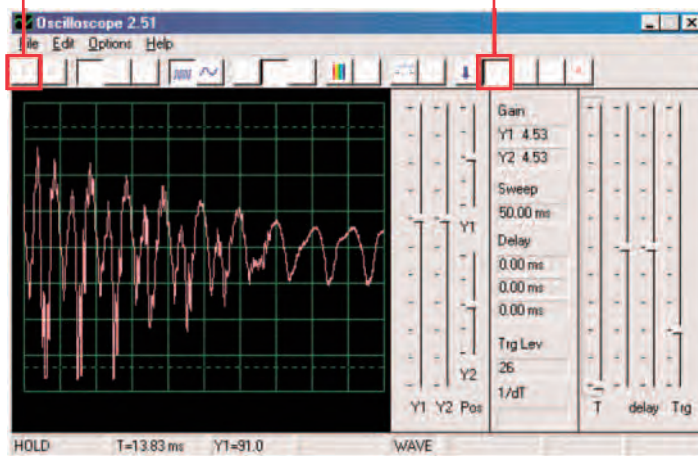 Oscilloscope 2.51
File Edit Options Help
Gain
Y1 4.53
Y2 4.53
Sweep
50.00 ms
Y1
Delay
0.00 ms
0.00 ms
0.00 ms
Trg Lev
26
Y2
1/dT
Y1 Y2 Pos
T delay Trg
HOLD T=13.83 ms Y1=91.0 WAVE